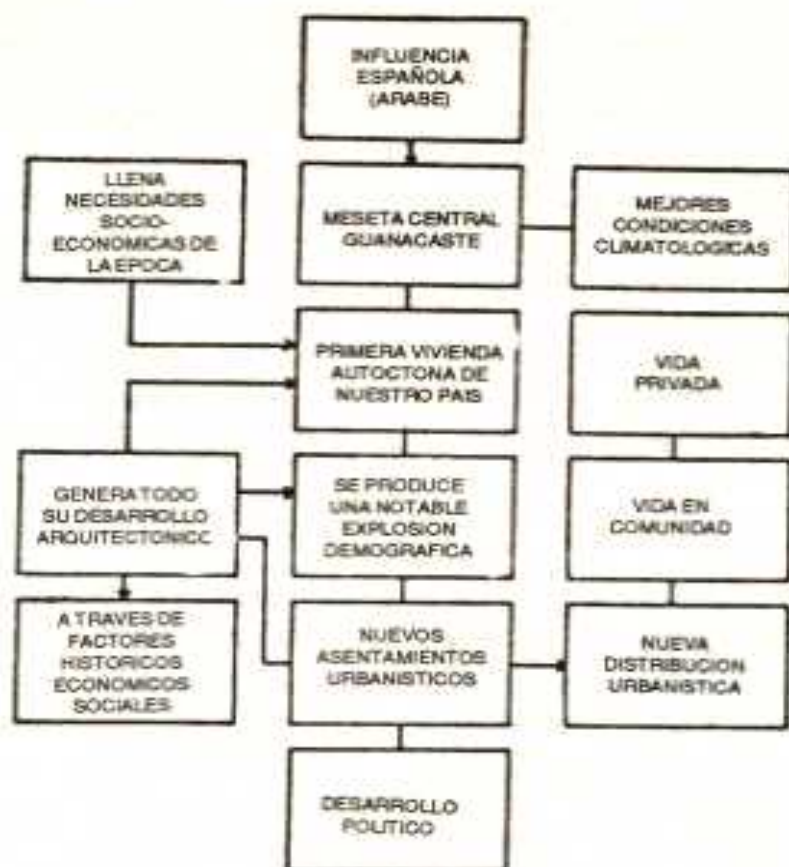 INFLUENCIA
ESPAÑOLA
(ARABE)
LLENA
NECESIDADES
SOCIO-
ECONOMICAS DE
LA EPOCA
MESETA CENTRAL
GUANACASTE
MEJORES
CONDICIONES
CLIMATOLOGICAS
PRIMERA VIVIENDA
AUTOCTONA DE
NUESTRO PAIS
VIDA
PRIVADA
GENERA TODO
SU DESARROLLO
ARQUITECTONICO
SE PRODUCE
UNA NOTABLE
EXPLOSION
DEMOGRAFICA
VIDA EN
COMUNIDAD
A TRAVES DE
FACTORES
HISTORICOS
ECONOMICOS
SOCIALES
NUEVOS
ASENTAMIENTOS
URBANISTICOS
NUEVA
DISTRIBUCION
URBANISTICA
DESARROLLO
POLITICO